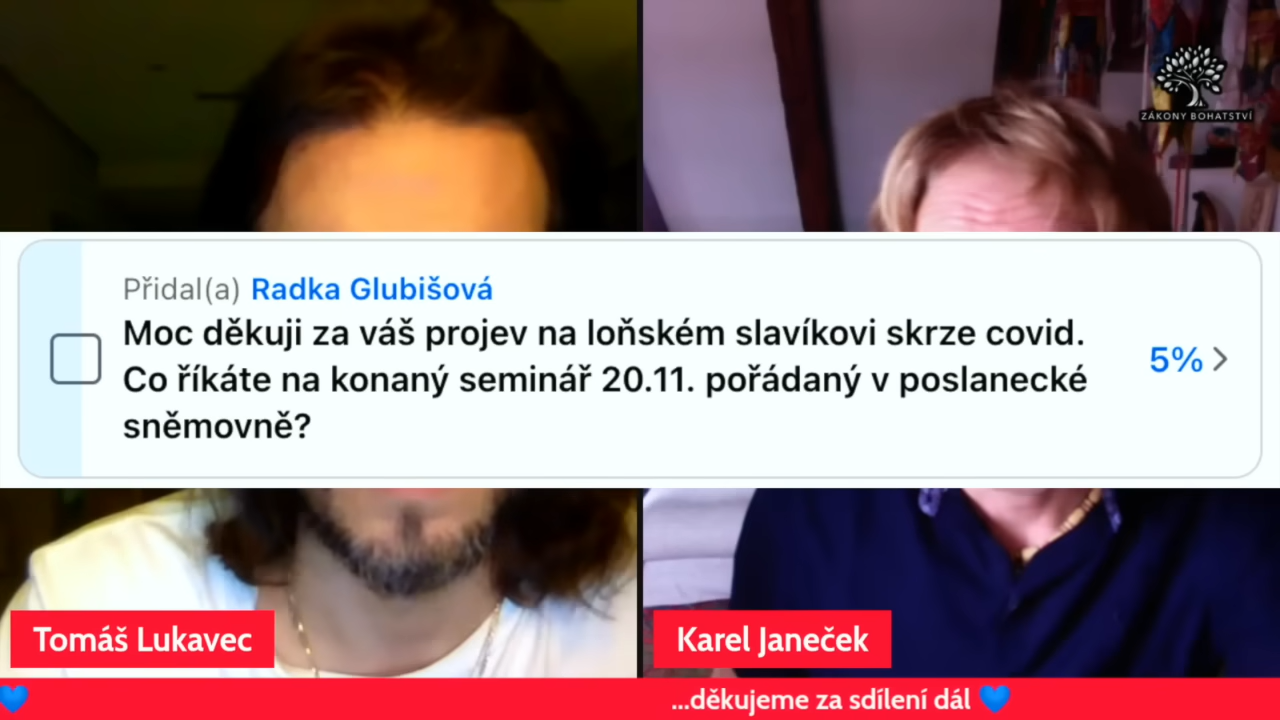 ZÁKONY BOHATSTVÍ
Přidal(a) Radka Glubišová
Moc děkuji za váš projev na loňském slavíkovi skrze covid.
Co říkáte na konaný seminář 20.11. pořádaný v poslanecké
sněmovně?
5%
Tomáš Lukavec
Karel Janeček
...děkujeme za sdílení dál